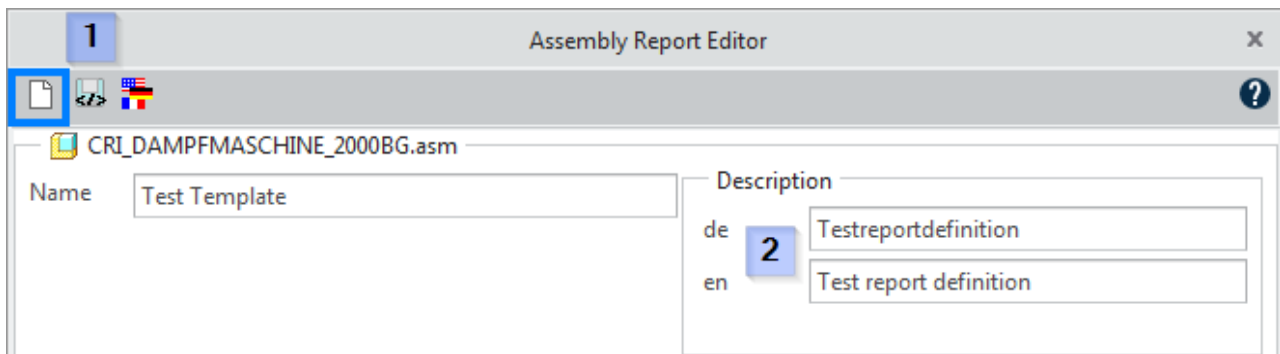 1
Assembly Report Editor
</>
?
CRI_DAMPFMASCHINE_2000BG.asm
Name Test Template
Description
de Testreportdefinition
2
en Test report definition